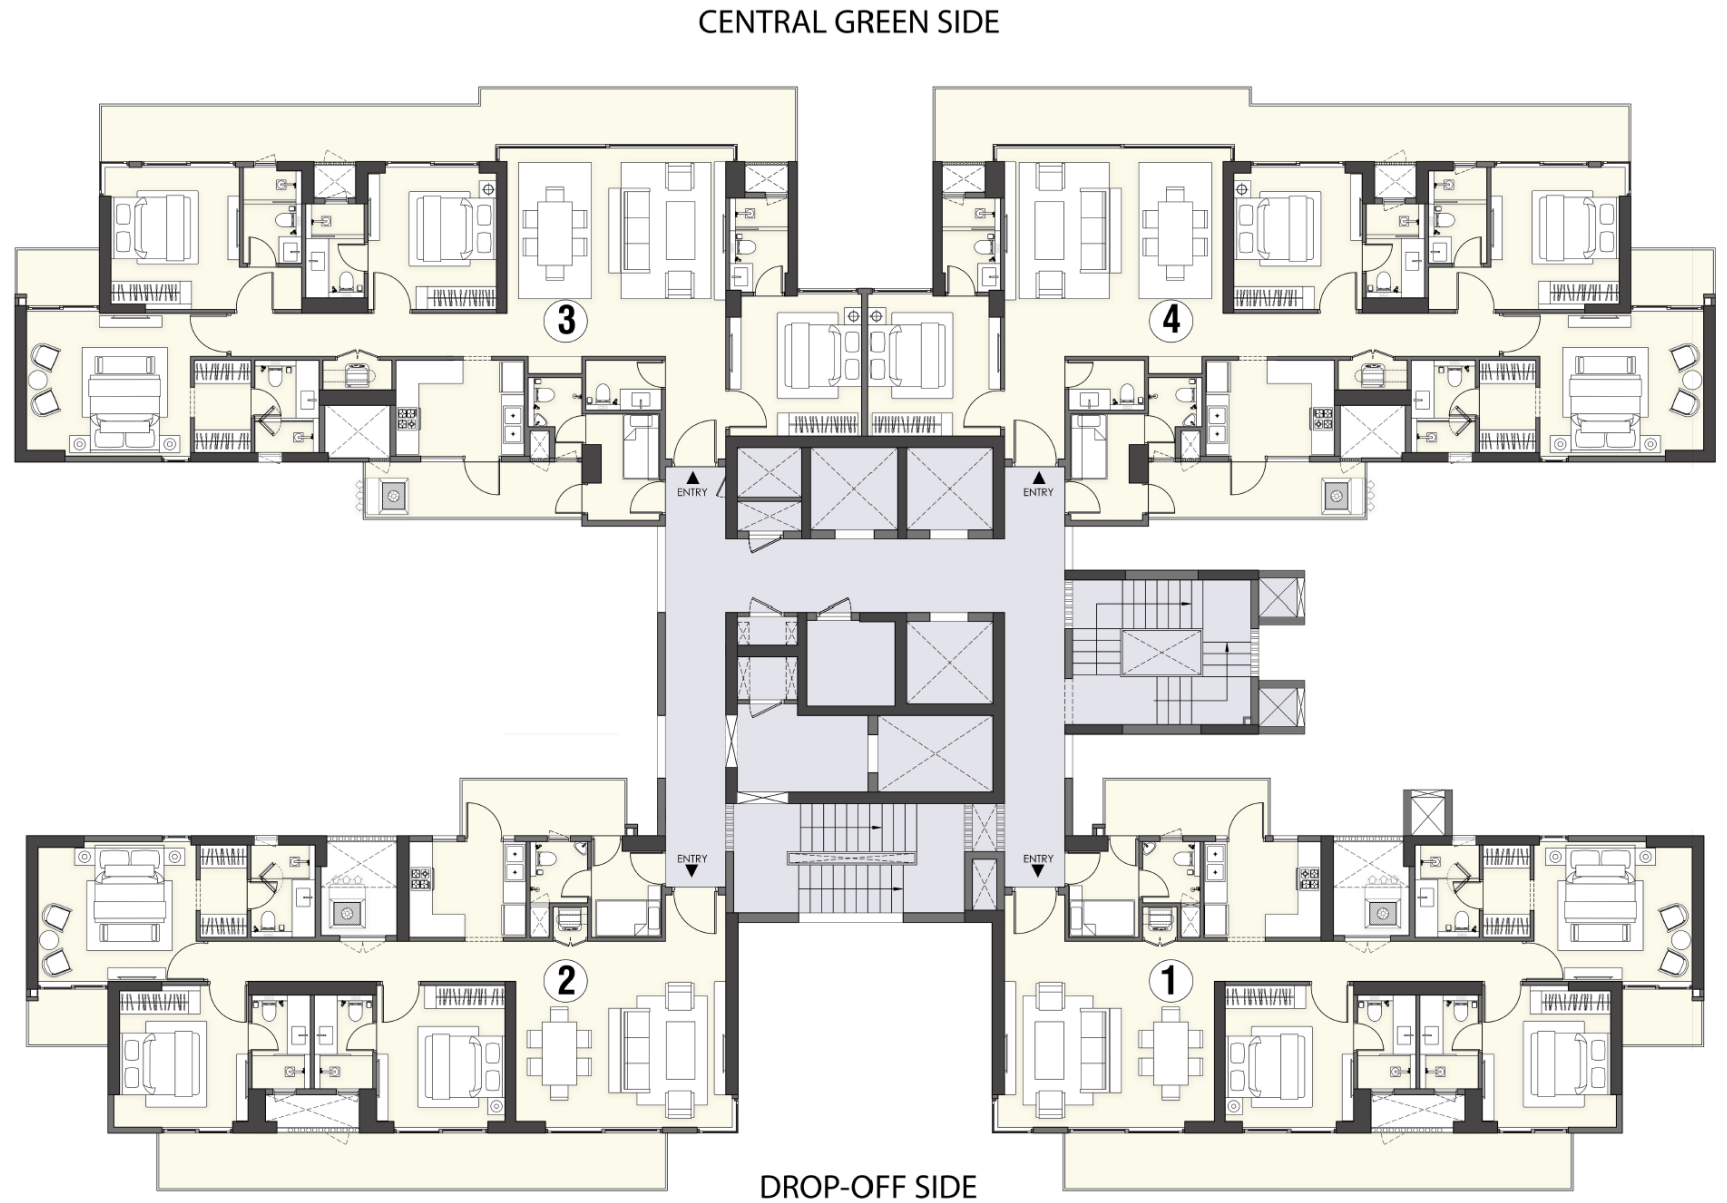 CENTRAL GREEN SIDE
3
4
ENTRY
ENTRY
ENTRY
ENTRY
2
1
DROP-OFF SIDE